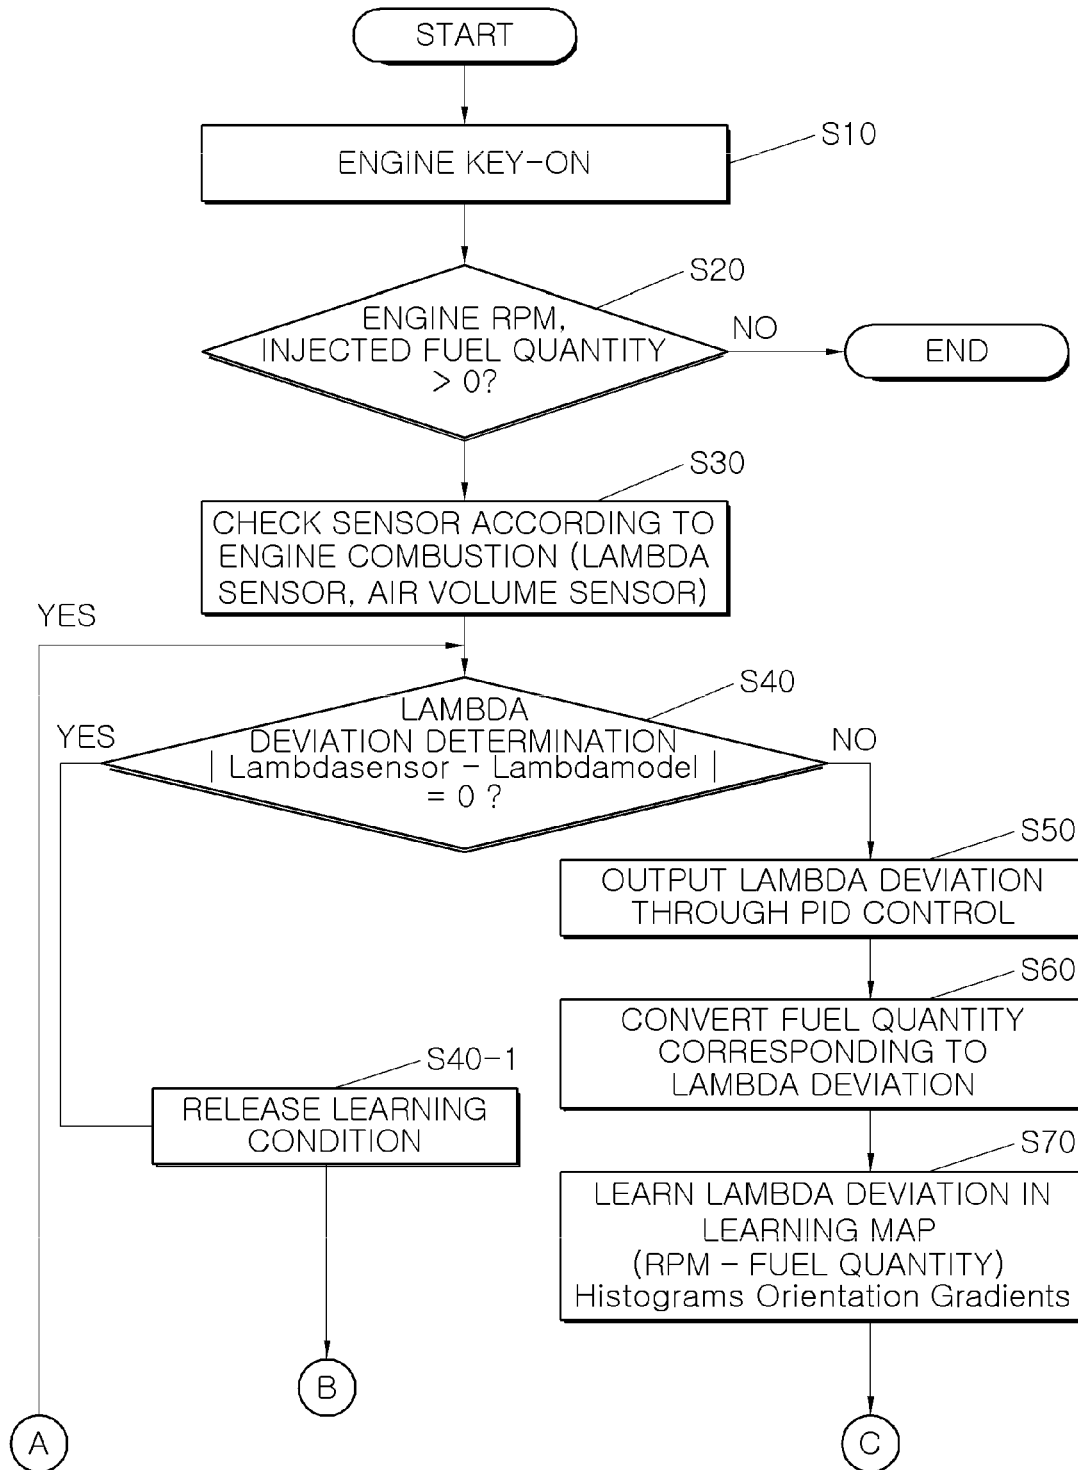 START
S10
ENGINE KEY-ON
S20
ENGINE RPM,
INJECTED FUEL QUANTITY
> 0?
NO
END
S30
CHECK SENSOR ACCORDING TO
ENGINE COMBUSTION (LAMBDA
SENSOR, AIR VOLUME SENSOR)
YES
S40
LAMBDA
DEVIATION DETERMINATION
| Lambdasensor - Lambdamodel |
= 0 ?
YES
NO
S50
OUTPUT LAMBDA DEVIATION
THROUGH PID CONTROL
S60
CONVERT FUEL QUANTITY
CORRESPONDING TO
LAMBDA DEVIATION
S40-1
RELEASE LEARNING
CONDITION
S70
LEARN LAMBDA DEVIATION IN
LEARNING MAP
(RPM - FUEL QUANTITY)
Histograms Orientation Gradients
B
A
C